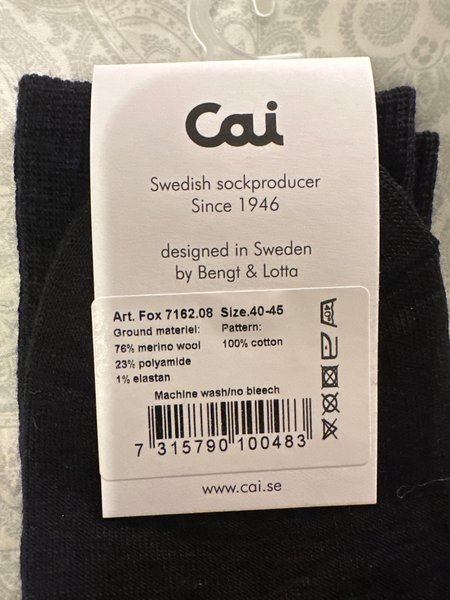 Cai
Swedish sockproducer
Since 1946
designed in Sweden
by Bengt & Lotta
Art. Fox 7162.08 Size.40-45
Ground materiel: Pattern:
76% merino wool 100% cotton
23% polyamide
1% elastan
Machine wash/no bleech
40°
7 315790 100483
www.cai.se